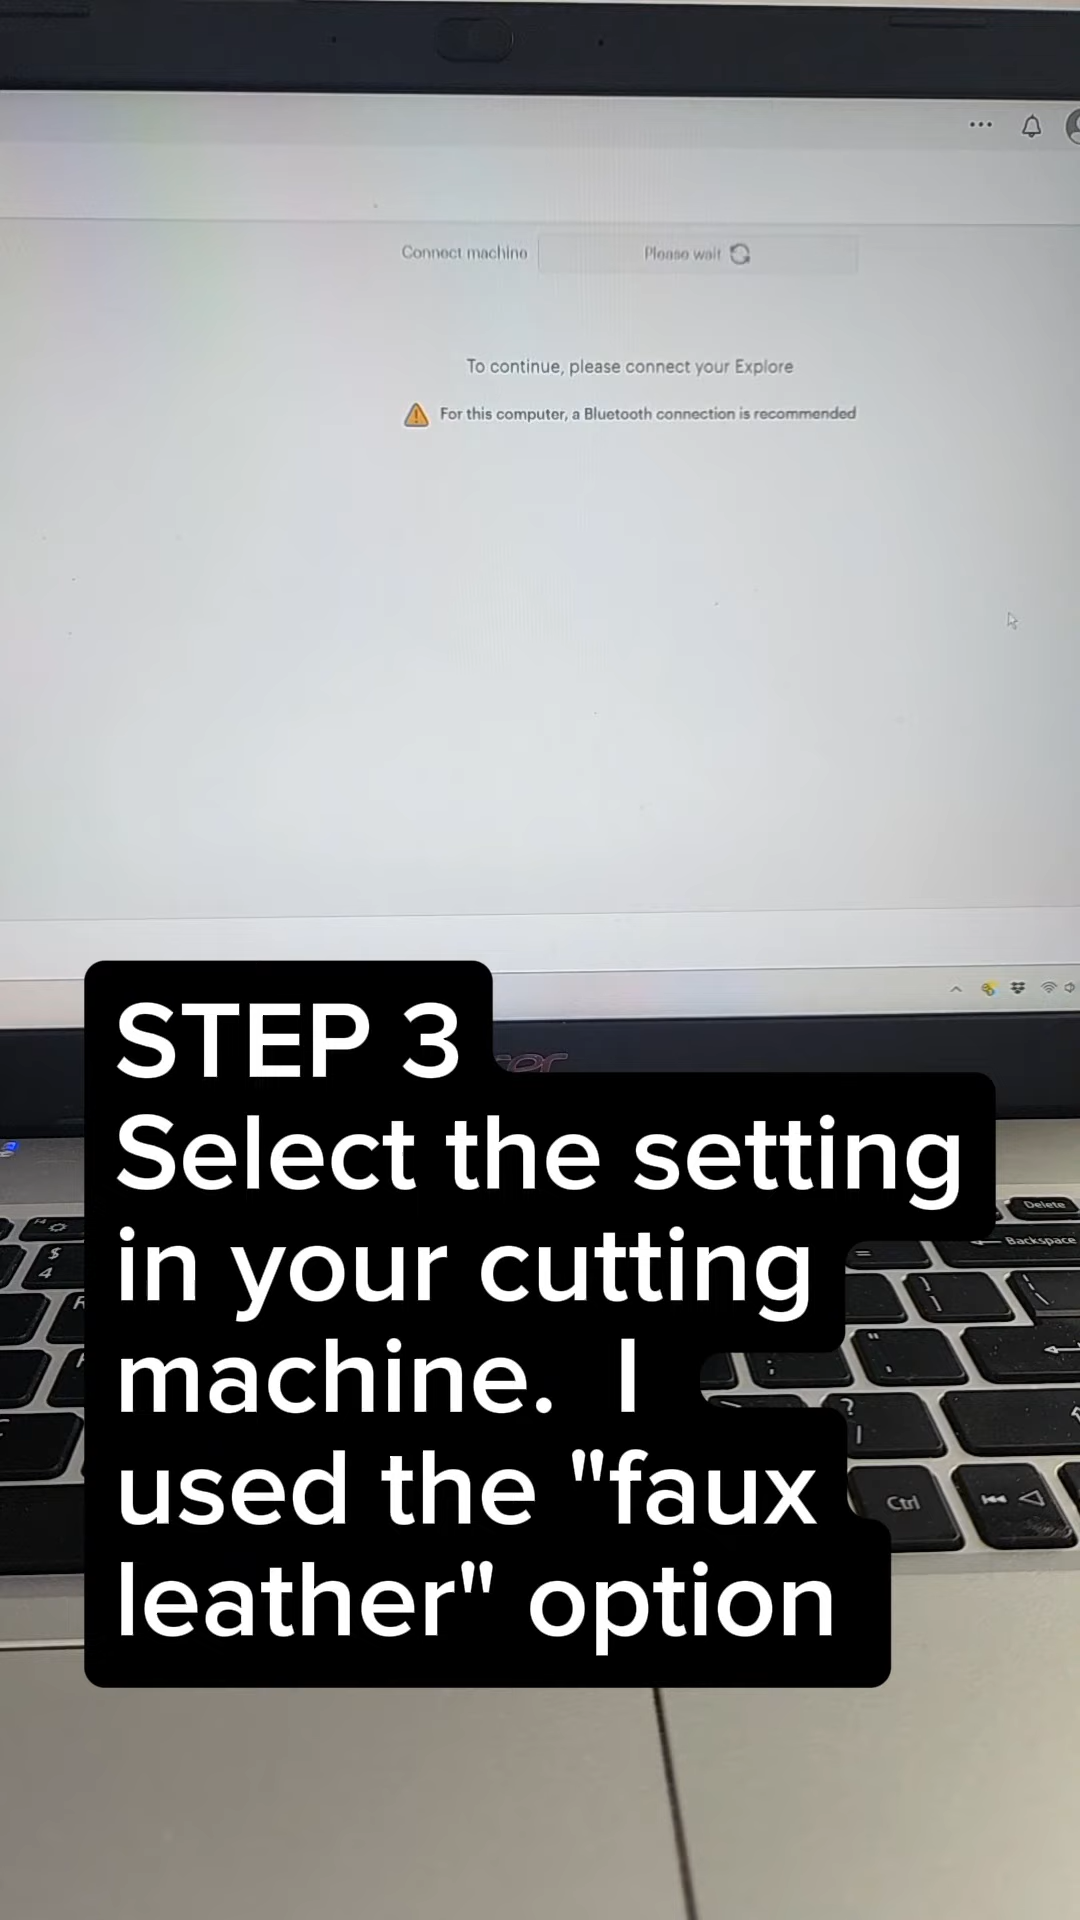 Connect machine
Please wait
To continue, please connect your Explore
For this computer, a Bluetooth connection is recommended
STEP 3
Select the setting
in your cutting
machine.  I
used the "faux
leather" option
Delete
Backspace
$
4
=
"
;
?
Ctrl